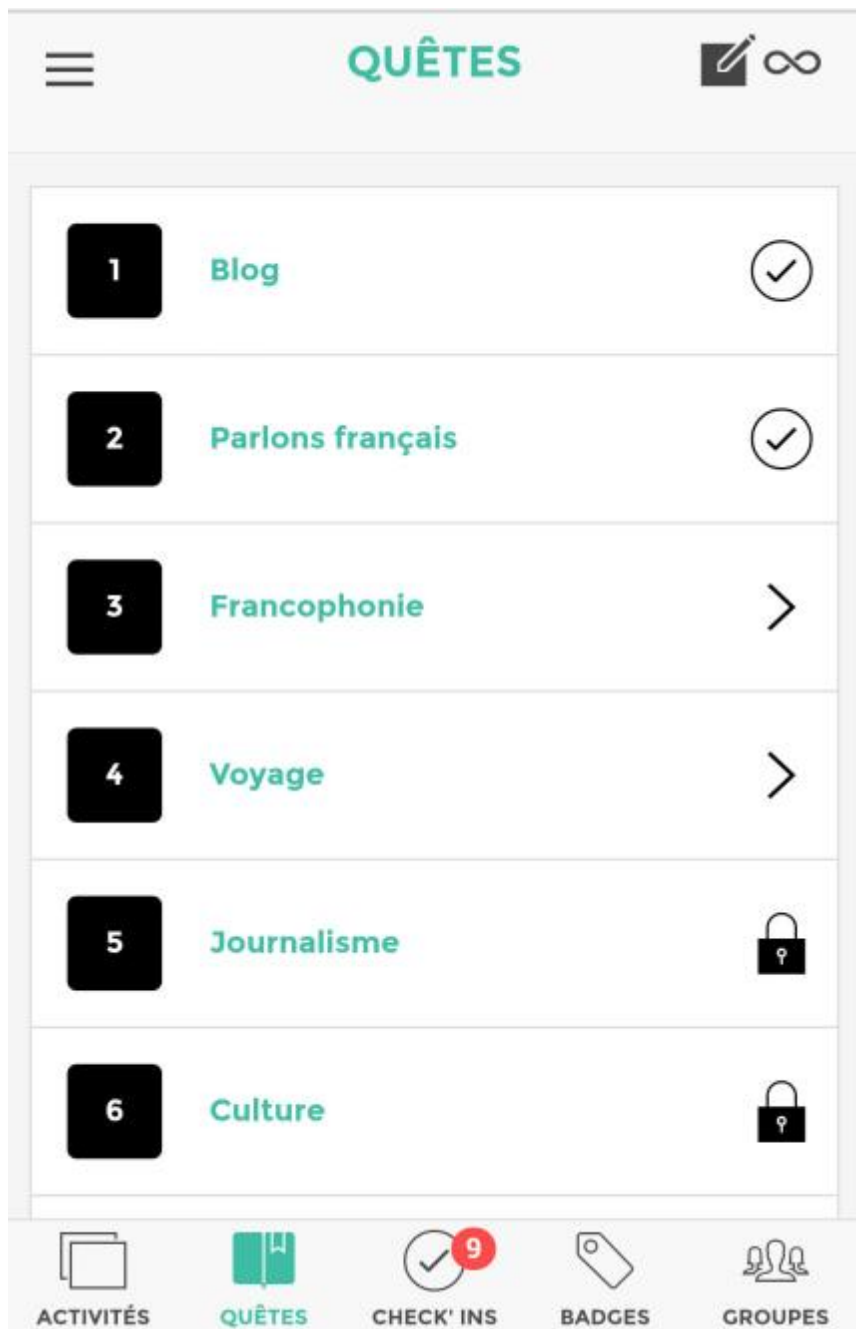 QUÊTES
1 Blog
2 Parlons français
3 Francophonie
4 Voyage
5 Journalisme
6 Culture
9
ACTIVITÉS QUÊTES CHECK' INS BADGES GROUPES